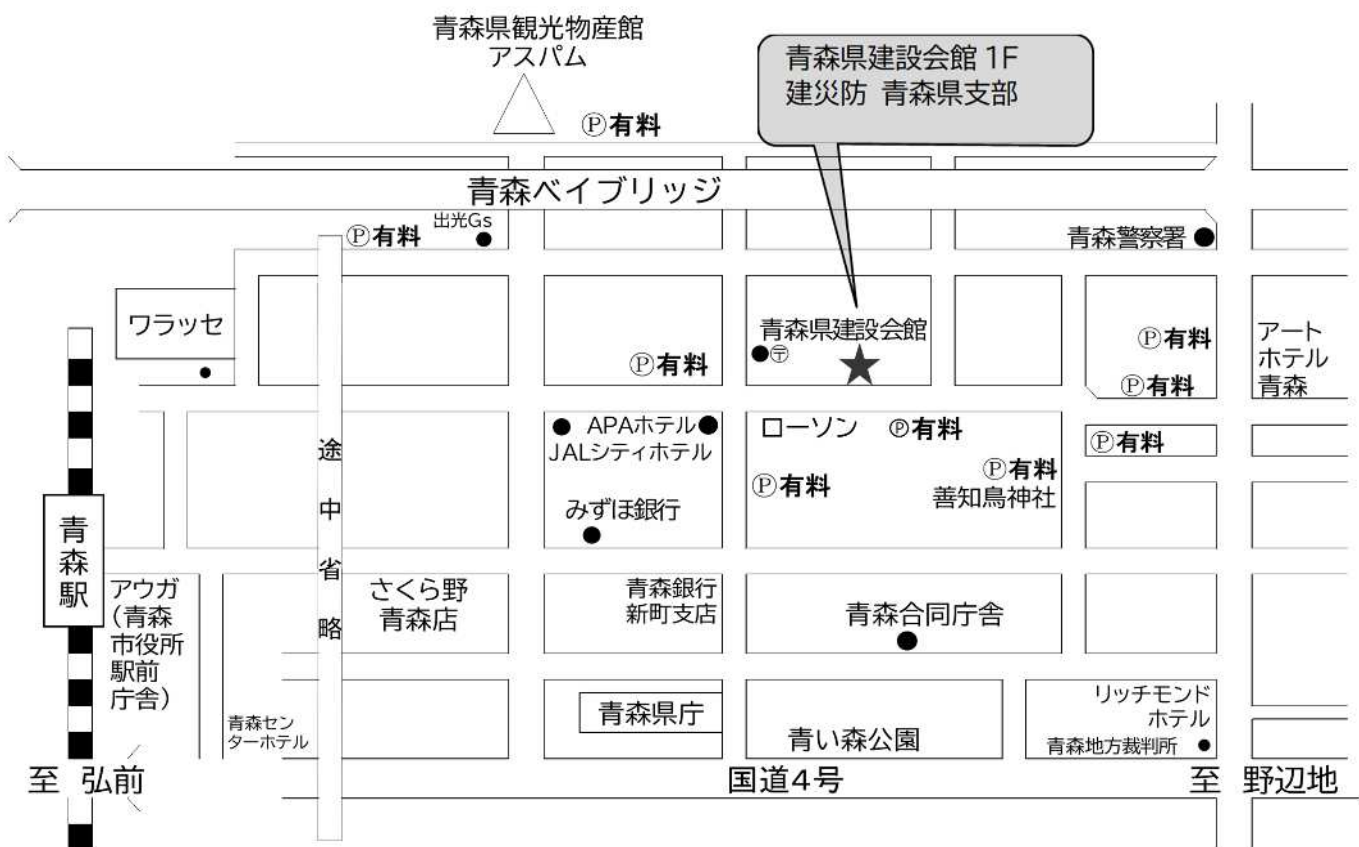 青森県観光物産館
アスパム
青森県建設会館 1F
建災防 青森県支部
Ⓟ有料
青森ベイブリッジ
出光Gs
Ⓟ有料
青森警察署
ワラッセ
青森県建設会館
〶
Ⓟ有料
Ⓟ有料
Ⓟ有料
アート
ホテル
青森
APAホテル
JALシティホテル
ローソン
Ⓟ有料
Ⓟ有料
Ⓟ有料
Ⓟ有料
善知鳥神社
みずほ銀行
途中省略
青森駅
アウガ
(青森
市役所
駅前
庁舎)
さくら野
青森店
青森銀行
新町支店
青森合同庁舎
青森セン
ターホテル
青森県庁
青い森公園
リッチモンド
ホテル
青森地方裁判所
至 弘前
国道4号
至 野辺地